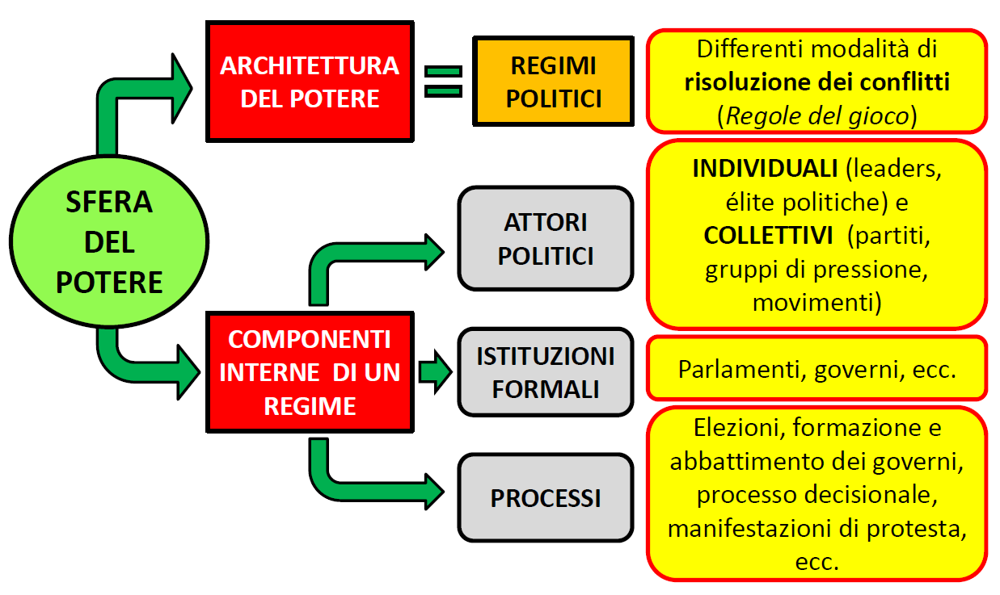 SFERA
DEL
POTERE
ARCHITETTURA
DEL POTERE
REGIMI
POLITICI
Differenti modalità di
risoluzione dei conflitti
(Regole del gioco)
COMPONENTI
INTERNE DI UN
REGIME
ATTORI
POLITICI
INDIVIDUALI (leaders,
élite politiche) e
COLLETTIVI (partiti,
gruppi di pressione,
movimenti)
ISTITUZIONI
FORMALI
Parlamenti, governi, ecc.
PROCESSI
Elezioni, formazione e
abbattimento dei governi,
processo decisionale,
manifestazioni di protesta,
ecc.